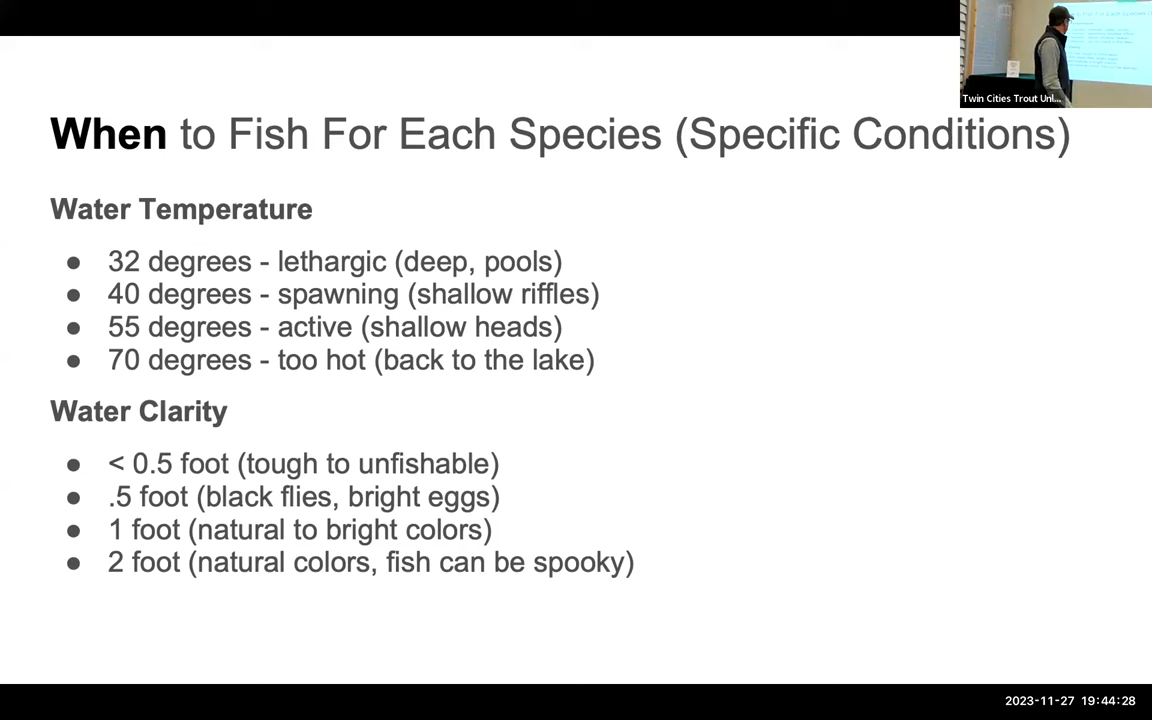 Twin Cities Trout Unl...
When to Fish For Each Species (Specific Conditions)
Water Temperature
● 32 degrees - lethargic (deep, pools)
● 40 degrees - spawning (shallow riffles)
● 55 degrees - active (shallow heads)
● 70 degrees - too hot (back to the lake)
Water Clarity
● < 0.5 foot (tough to unfishable)
● .5 foot (black flies, bright eggs)
● 1 foot (natural to bright colors)
● 2 foot (natural colors, fish can be spooky)
2023-11-27 19:44:28